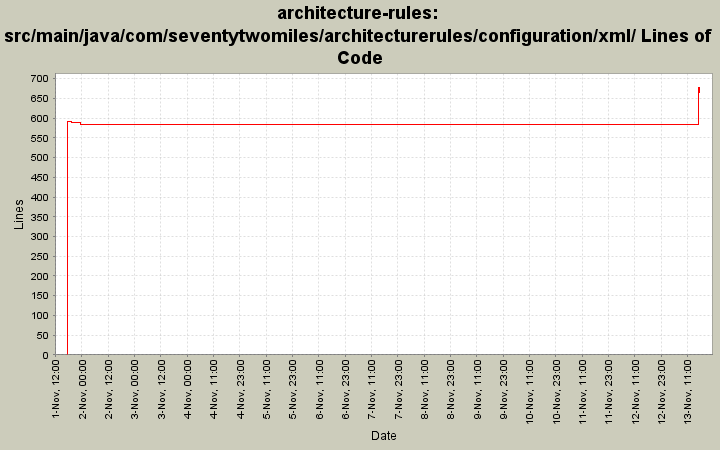 architecture-rules:
src/main/java/com/seventytwomiles/architecturerules/configuration/xml/ Lines of
Code
700
650
600
550
500
450
400
350
300
250
200
150
100
50
0
Lines
1-Nov, 12:00
2-Nov, 00:00
2-Nov, 12:00
3-Nov, 00:00
3-Nov, 12:00
4-Nov, 00:00
4-Nov, 11:00
4-Nov, 23:00
5-Nov, 11:00
5-Nov, 23:00
6-Nov, 11:00
6-Nov, 23:00
7-Nov, 11:00
7-Nov, 23:00
8-Nov, 11:00
8-Nov, 23:00
9-Nov, 11:00
9-Nov, 23:00
10-Nov, 11:00
10-Nov, 23:00
11-Nov, 11:00
11-Nov, 23:00
12-Nov, 11:00
12-Nov, 23:00
13-Nov, 11:00
Date